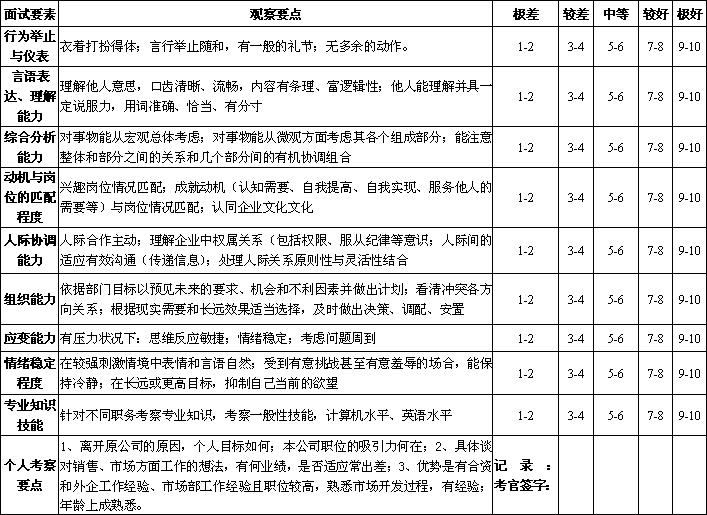 面试要素 观察要点 极差 较差 中等 较好 极好
行为举止
与仪表
衣着打扮得体；言行举止随和，有一般的礼节；无多余的动作。
1-2 3-4 5-6 7-8 9-10
言语表
达、理解
能力
理解他人意思，口齿清晰、流畅，内容有条理、富逻辑性；他人能理解并具一
定说服力，用词准确、恰当、有分寸
1-2 3-4 5-6 7-8 9-10
综合分析
能力
对事物能从宏观总体考虑；对事物能从微观方面考虑其各个组成部分；能注意
整体和部分之间的关系和几个部分间的有机协调组合
1-2 3-4 5-6 7-8 9-10
动机与岗
位的匹配
程度
兴趣岗位情况匹配；成就动机（认知需要、自我提高、自我实现、服务他人的
需要等）与岗位情况匹配；认同企业文化文化
1-2 3-4 5-6 7-8 9-10
人际协调
能力
人际合作主动；理解企业中权属关系（包括权限、服从纪律等意识；人际间的
适应有效沟通（传递信息）；处理人际关系原则性与灵活性结合
1-2 3-4 5-6 7-8 9-10
组织能力
依据部门目标以预见未来的要求、机会和不利因素并做出计划；看清冲突各方
向关系；根据现实需要和长远效果适当选择，及时做出决策、调配、安置
1-2 3-4 5-6 7-8 9-10
应变能力 有压力状况下：思维反应敏捷；情绪稳定；考虑问题周到
1-2 3-4 5-6 7-8 9-10
情绪稳定
程度
在较强刺激情境中表情和言语自然；受到有意挑战甚至有意羞辱的场合，能保
持冷静；在长远或更高目标，抑制自己当前的欲望
1-2 3-4 5-6 7-8 9-10
专业知识
技能
针对不同职务考察专业知识，考察一般性技能，计算机水平、英语水平
1-2 3-4 5-6 7-8 9-10
个人考察
要点
1、离开原公司的原因，个人目标如何；本公司职位的吸引力何在；2、具体谈
对销售、市场方面工作的想法，有何业绩，是否适应常出差；3、优势是有合资
和外企工作经验、市场部工作经验且职位较高，熟悉市场开发过程，有经验；
年龄上成熟悉。
记录：
考官签字：